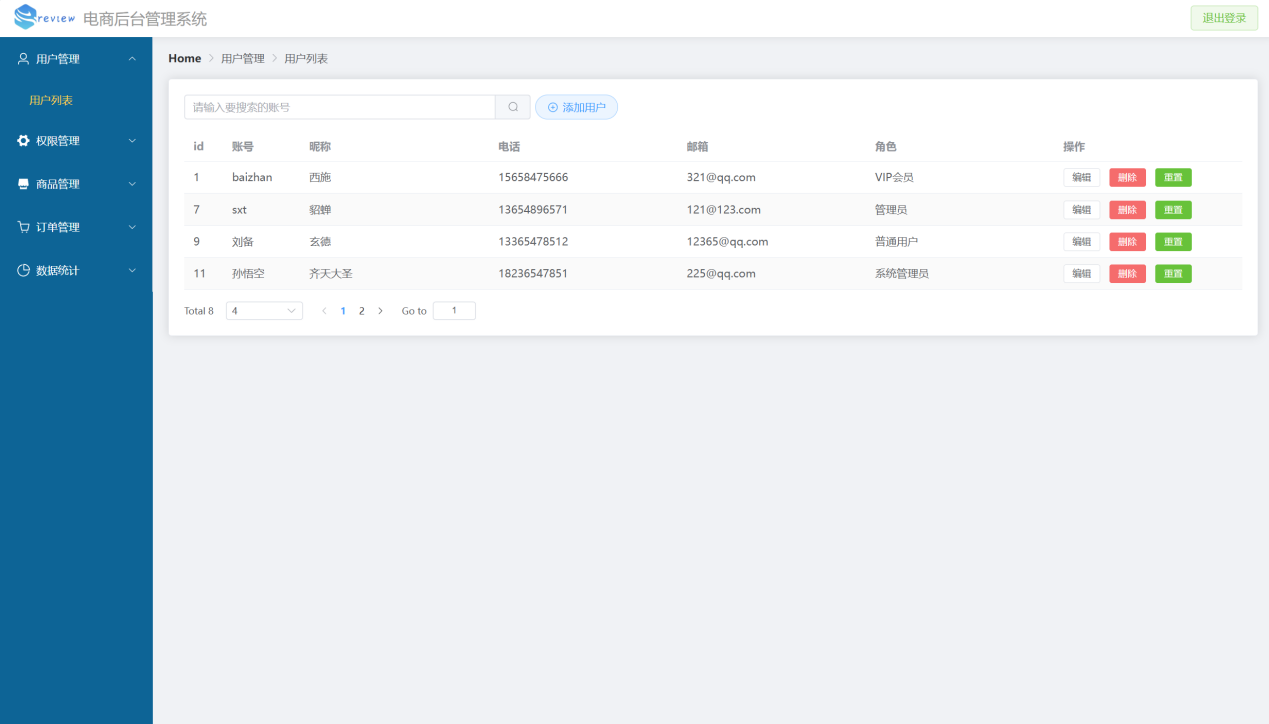 review 电商后台管理系统 退出登录
用户管理
用户列表
权限管理
商品管理
订单管理
数据统计
Home > 用户管理 > 用户列表
请输入要搜索的账号 添加用户
id 账号 昵称 电话 邮箱 角色 操作
1 baizhan 西施 15658475666 321@qq.com VIP会员 编辑 删除 重置
7 sxt 貂蝉 13654896571 121@123.com 管理员 编辑 删除 重置
9 刘备 玄德 13365478512 12365@qq.com 普通用户 编辑 删除 重置
11 孙悟空 齐天大圣 18236547851 225@qq.com 系统管理员 编辑 删除 重置
Total 8 4 < 1 2 > Go to 1